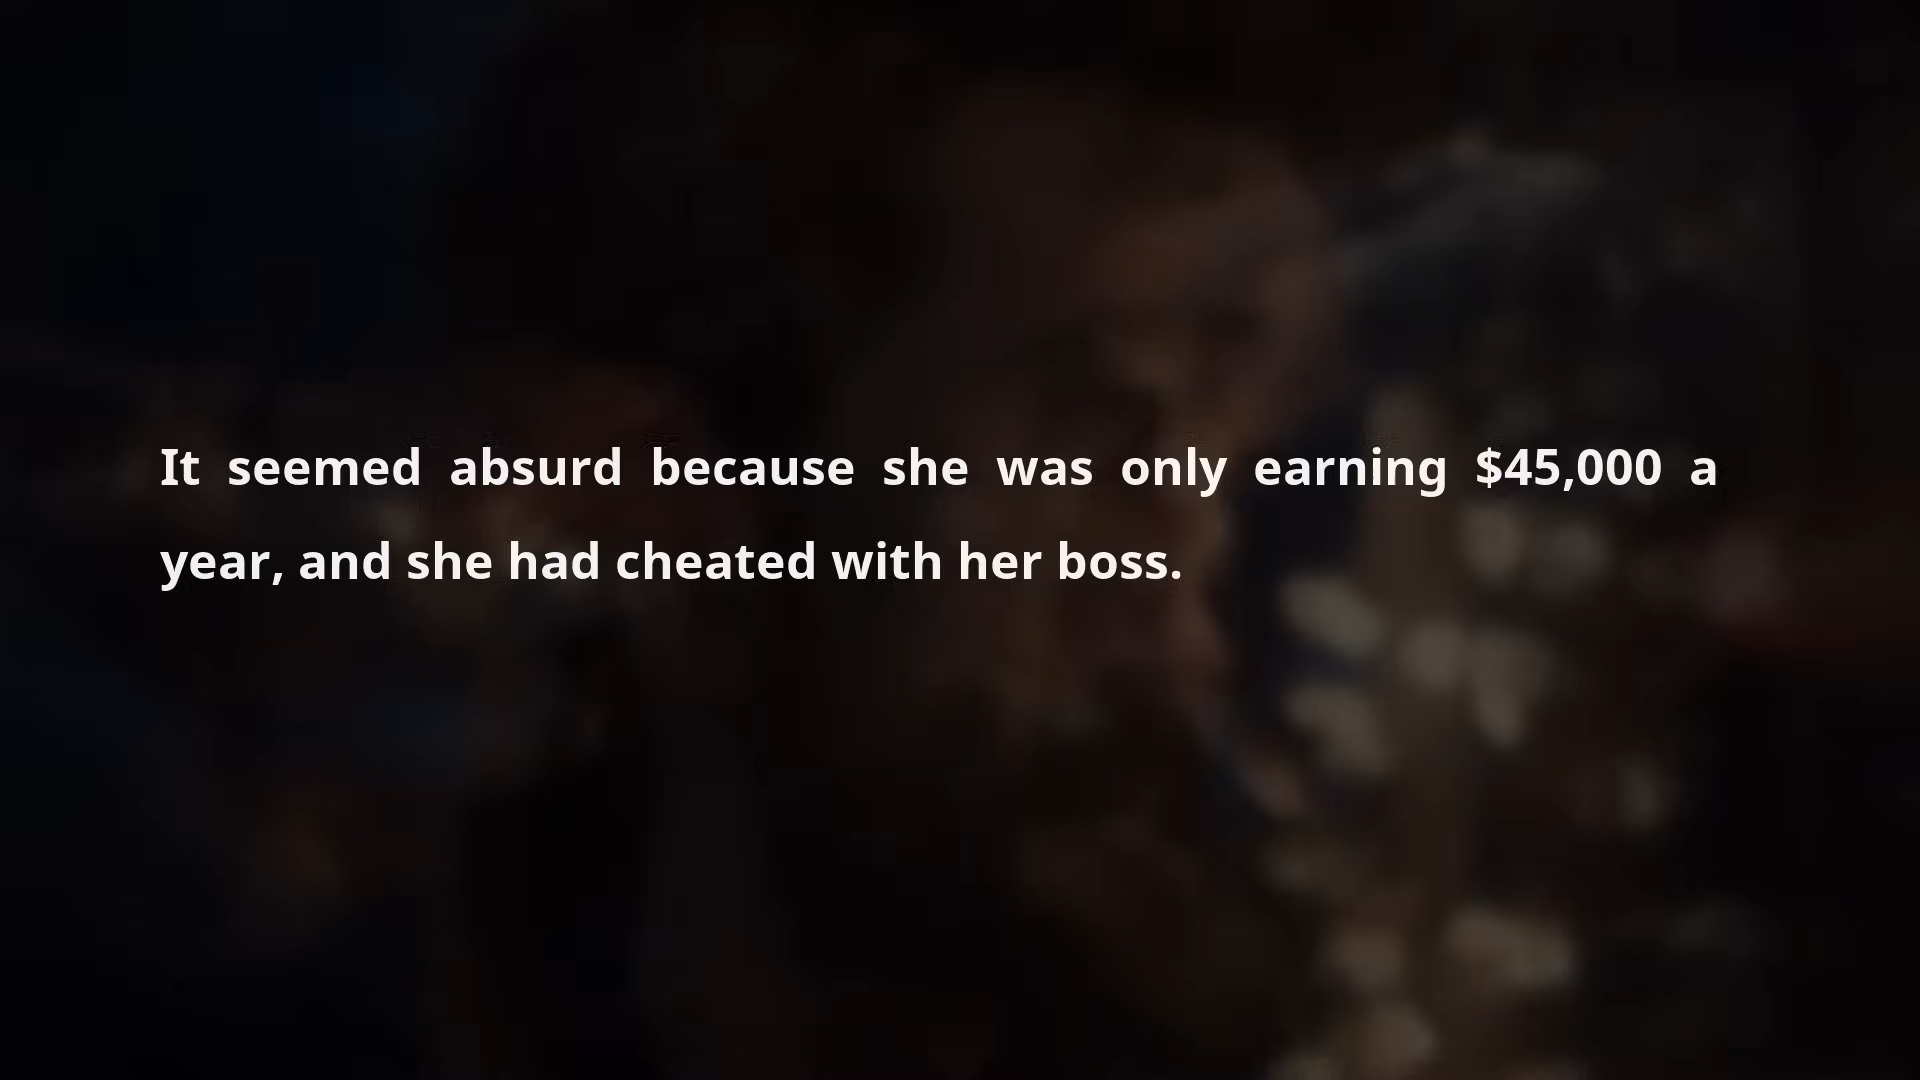 It seemed absurd because she was only earning $45,000 a
year, and she had cheated with her boss.